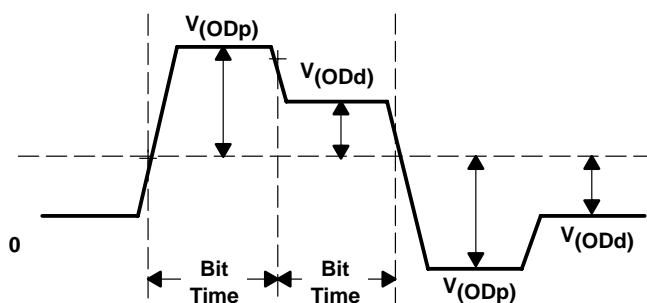 V(ODp)
V(ODd)
0
V(ODd)
Bit
Time
Bit
Time
V(ODp)